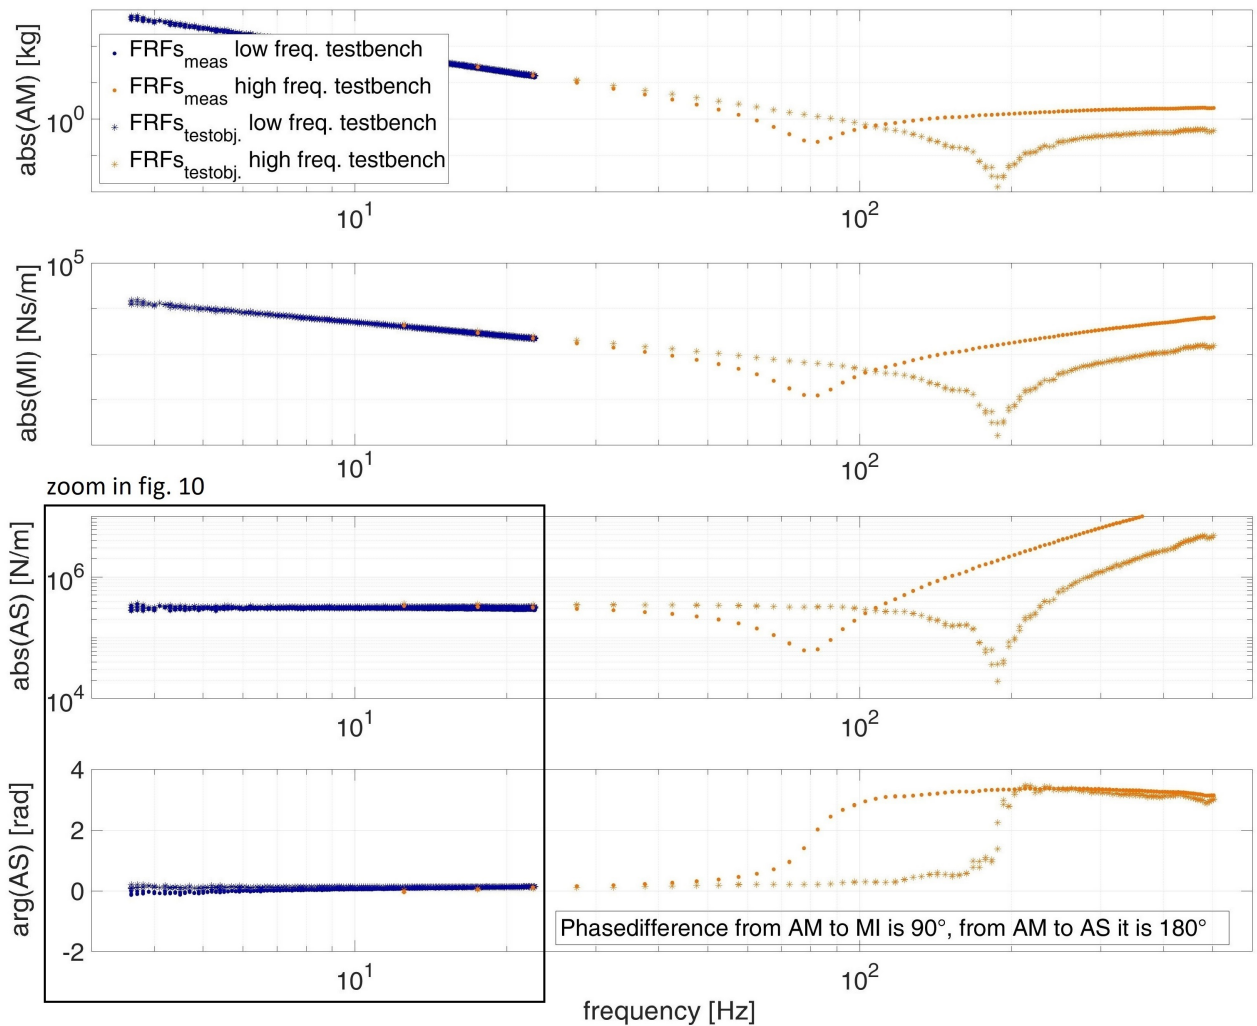 abs(AM) [kg]
10^0
FRFs_meas low freq. testbench
FRFs_meas high freq. testbench
FRFs_testobj. low freq. testbench
FRFs_testobj. high freq. testbench
10^1
10^2
abs(MI) [Ns/m]
10^5
10^1
10^2
zoom in fig. 10
abs(AS) [N/m]
10^6
10^4
10^1
10^2
arg(AS) [rad]
4
2
0
-2
Phasedifference from AM to MI is 90°, from AM to AS it is 180°
10^1
10^2
frequency [Hz]